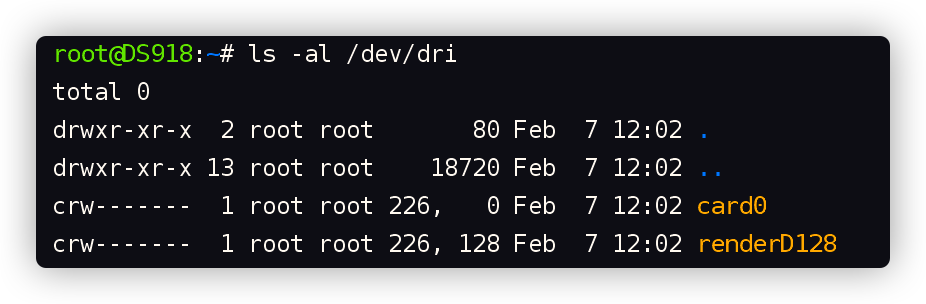 root@DS918:~# ls -al /dev/dri
total 0
drwxr-xr-x  2 root root       80 Feb  7 12:02 .
drwxr-xr-x 13 root root    18720 Feb  7 12:02 ..
crw-------  1 root root 226,   0 Feb  7 12:02 card0
crw-------  1 root root 226, 128 Feb  7 12:02 renderD128